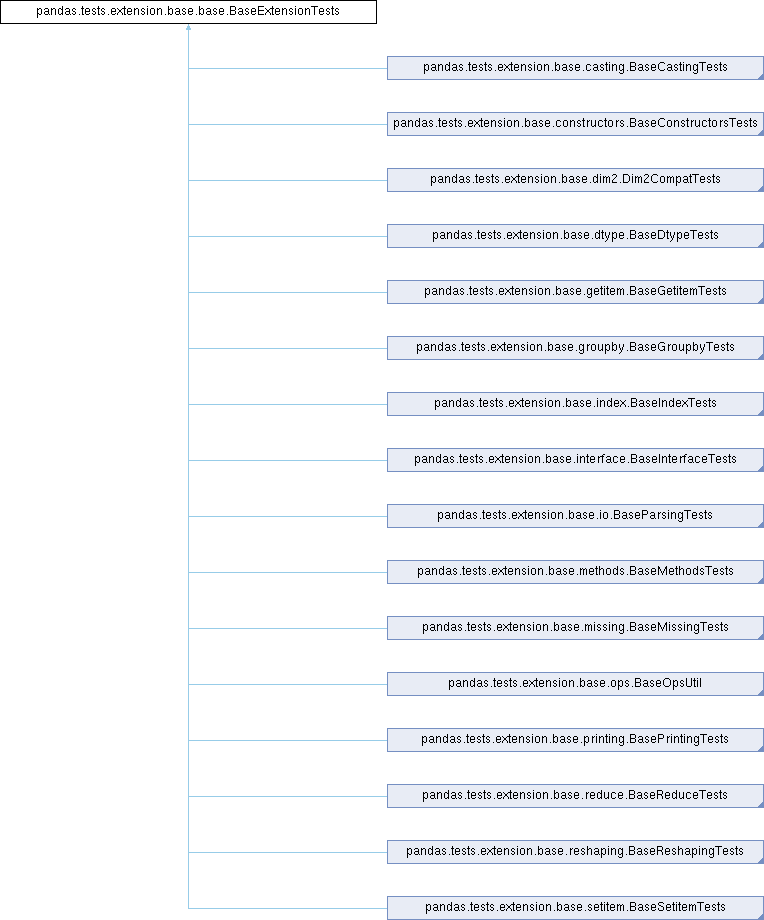 pandas.tests.extension.base.base.BaseExtensionTests
pandas.tests.extension.base.casting.BaseCastingTests
pandas.tests.extension.base.constructors.BaseConstructorsTests
pandas.tests.extension.base.dim2.Dim2CompatTests
pandas.tests.extension.base.dtype.BaseDtypeTests
pandas.tests.extension.base.getitem.BaseGetitemTests
pandas.tests.extension.base.groupby.BaseGroupbyTests
pandas.tests.extension.base.index.BaseIndexTests
pandas.tests.extension.base.interface.BaseInterfaceTests
pandas.tests.extension.base.io.BaseParsingTests
pandas.tests.extension.base.methods.BaseMethodsTests
pandas.tests.extension.base.missing.BaseMissingTests
pandas.tests.extension.base.ops.BaseOpsUtil
pandas.tests.extension.base.printing.BasePrintingTests
pandas.tests.extension.base.reduce.BaseReduceTests
pandas.tests.extension.base.reshaping.BaseReshapingTests
pandas.tests.extension.base.setitem.BaseSetitemTests